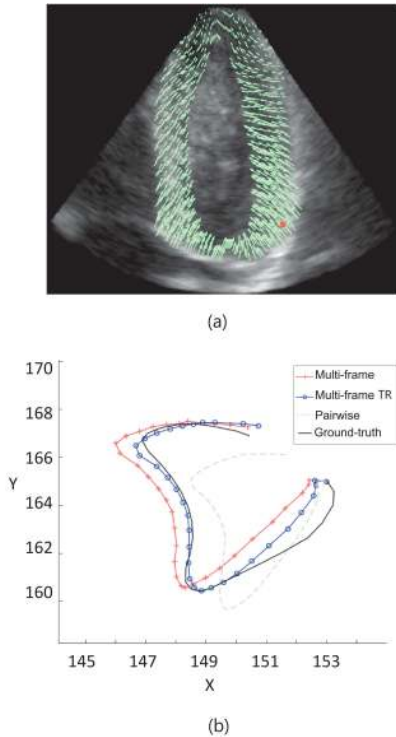 (a)
170
168
166
Y
164
162
160
Multi-frame
Multi-frame TR
Pairwise
Ground-truth
145 147 149 151 153
X
(b)